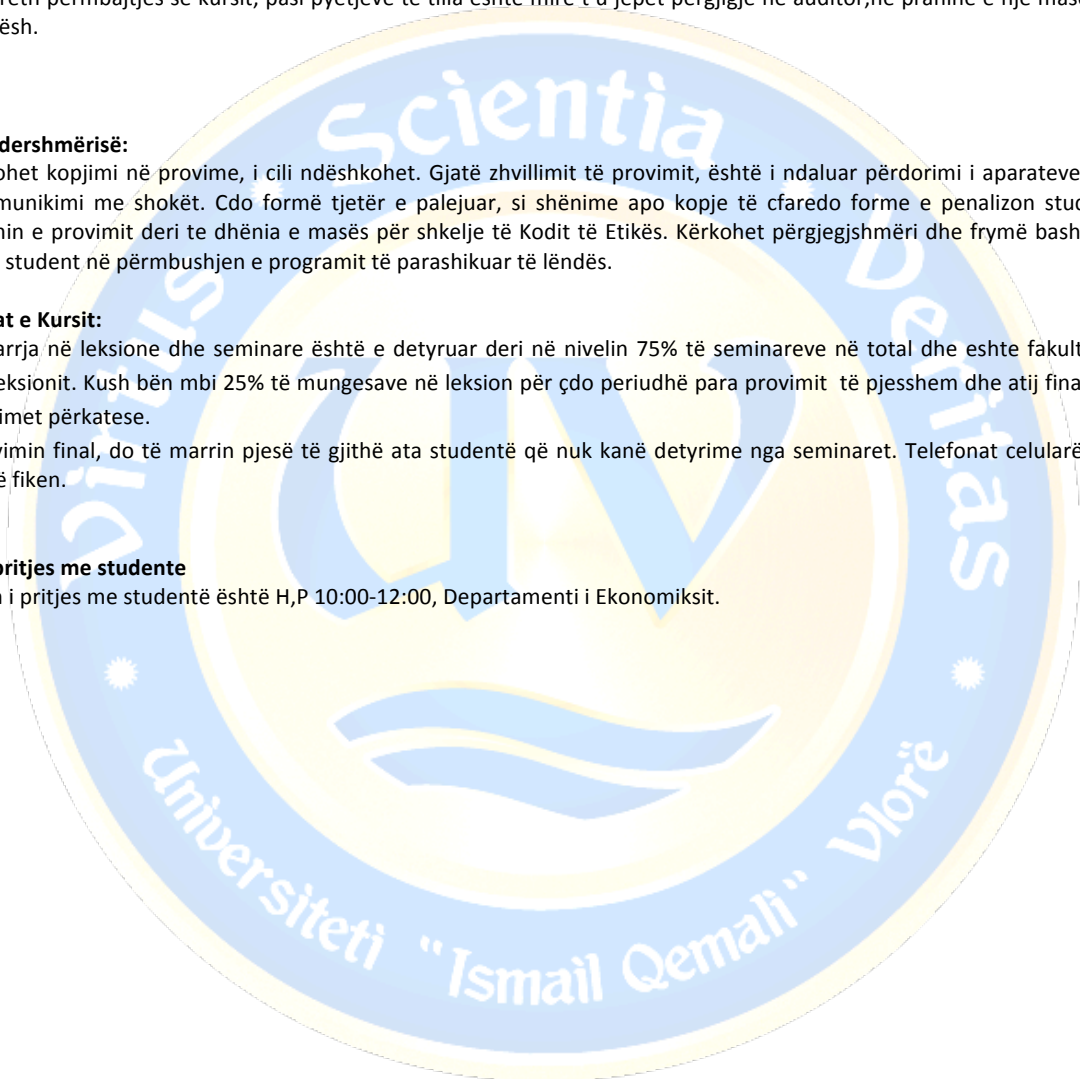 përmbajtjes së kursit, pasi pyetjeve të tilla është mirë t'u jepet përgjigje në auditor,në praninë e një
dershmërisë:
ohet kopjimi në provime, i cili ndëshkohet. Gjatë zhvillimit të provimit, është i ndaluar përdorimi i aparateve
munikimi me shokët. Cdo formë tjetër e palejuar, si shënime apo kopje të cfaredo forme e penalizon stud
min e provimit deri te dhënia e masës për shkelje të Kodit të Etikës. Kërkohet përgjegjshmëri dhe frymë bash
student në përmbushjen e programit të parashikuar të lëndës.
at e Kursit:
arrja në leksione dhe seminare është e detyruar deri në nivelin 75% të seminareve në total dhe eshte fakult
eksionit. Kush bën mbi 25% të mungesave në leksion për çdo periudhë para provimit të pjesshem dhe atij fina
imet përkatese.
vimin final, do të marrin pjesë të gjithë ata studentë që nuk kanë detyrime nga seminaret. Telefonat celularë
ë fiken.
pritjes me studente
i pritjes me studentë është H,P 10:00-12:00, Departamenti i Ekonomiksit.
Virtus Scientia Veritas
UV
Universiteti "Ismail Qemali" Vlorë